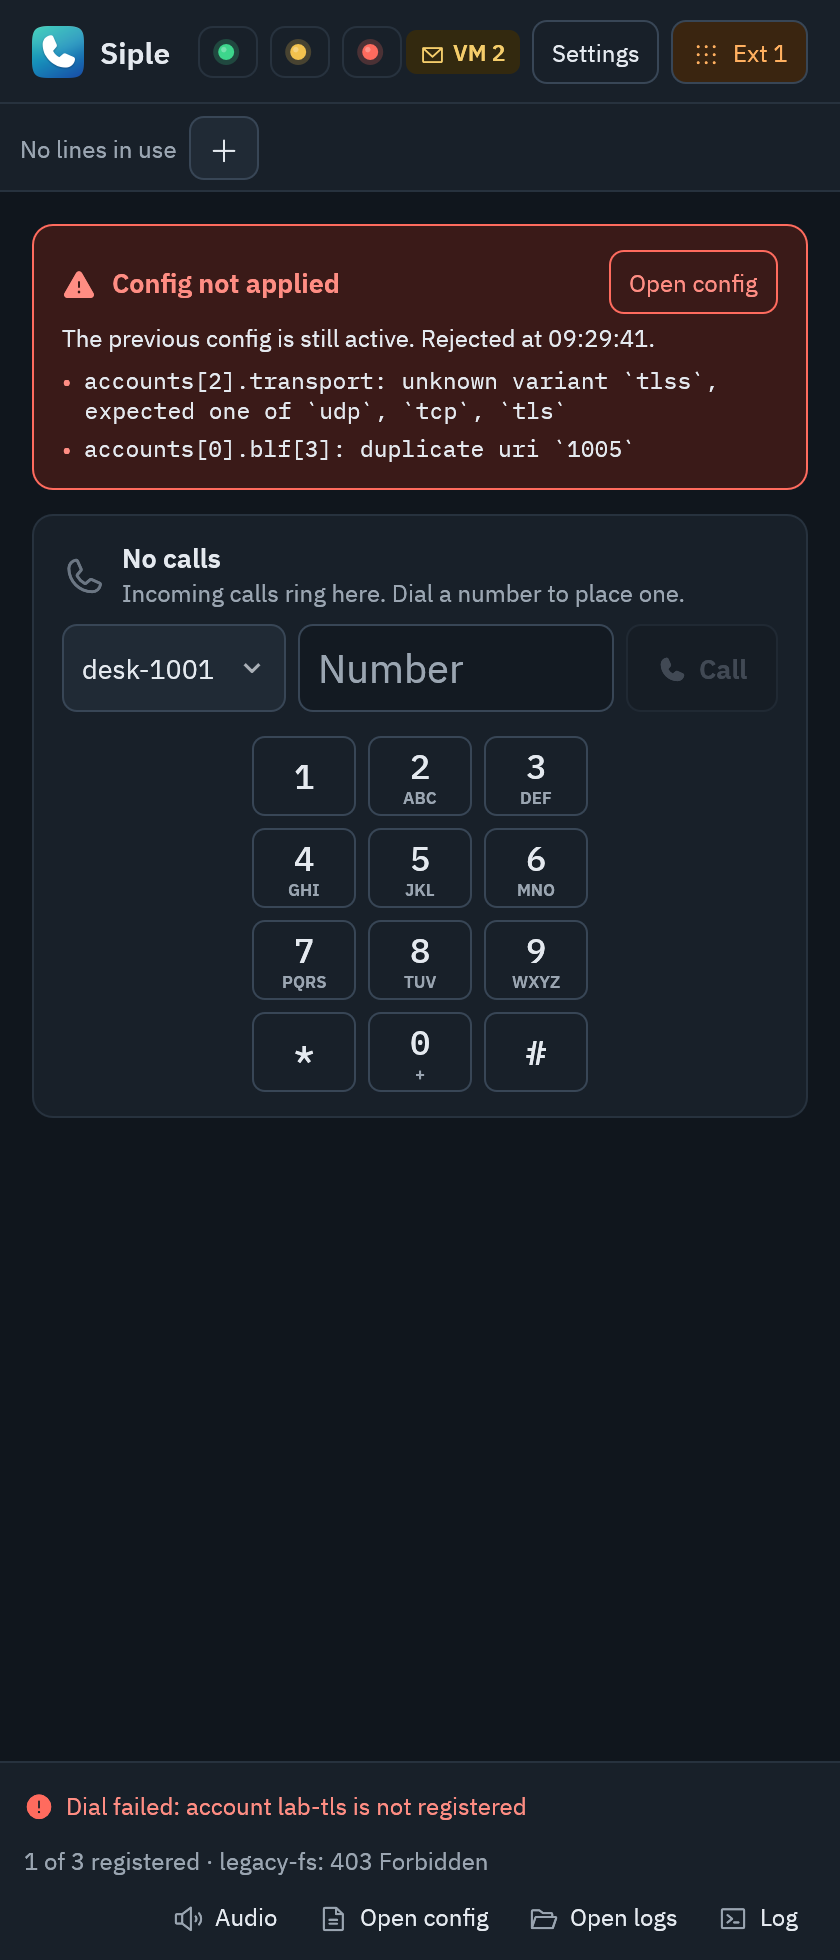 Siple
VM 2
Settings
Ext 1
No lines in use
+
Config not applied
Open config
The previous config is still active. Rejected at 09:29:41.
• accounts[2].transport: unknown variant `tlss`,
expected one of `udp`, `tcp`, `tls`
• accounts[0].blf[3]: duplicate uri `1005`
No calls
Incoming calls ring here. Dial a number to place one.
desk-1001
Number
Call
1
2
ABC
3
DEF
4
GHI
5
JKL
6
MNO
7
PQRS
8
TUV
9
WXYZ
*
0
+
#
Dial failed: account lab-tls is not registered
1 of 3 registered · legacy-fs: 403 Forbidden
Audio
Open config
Open logs
Log